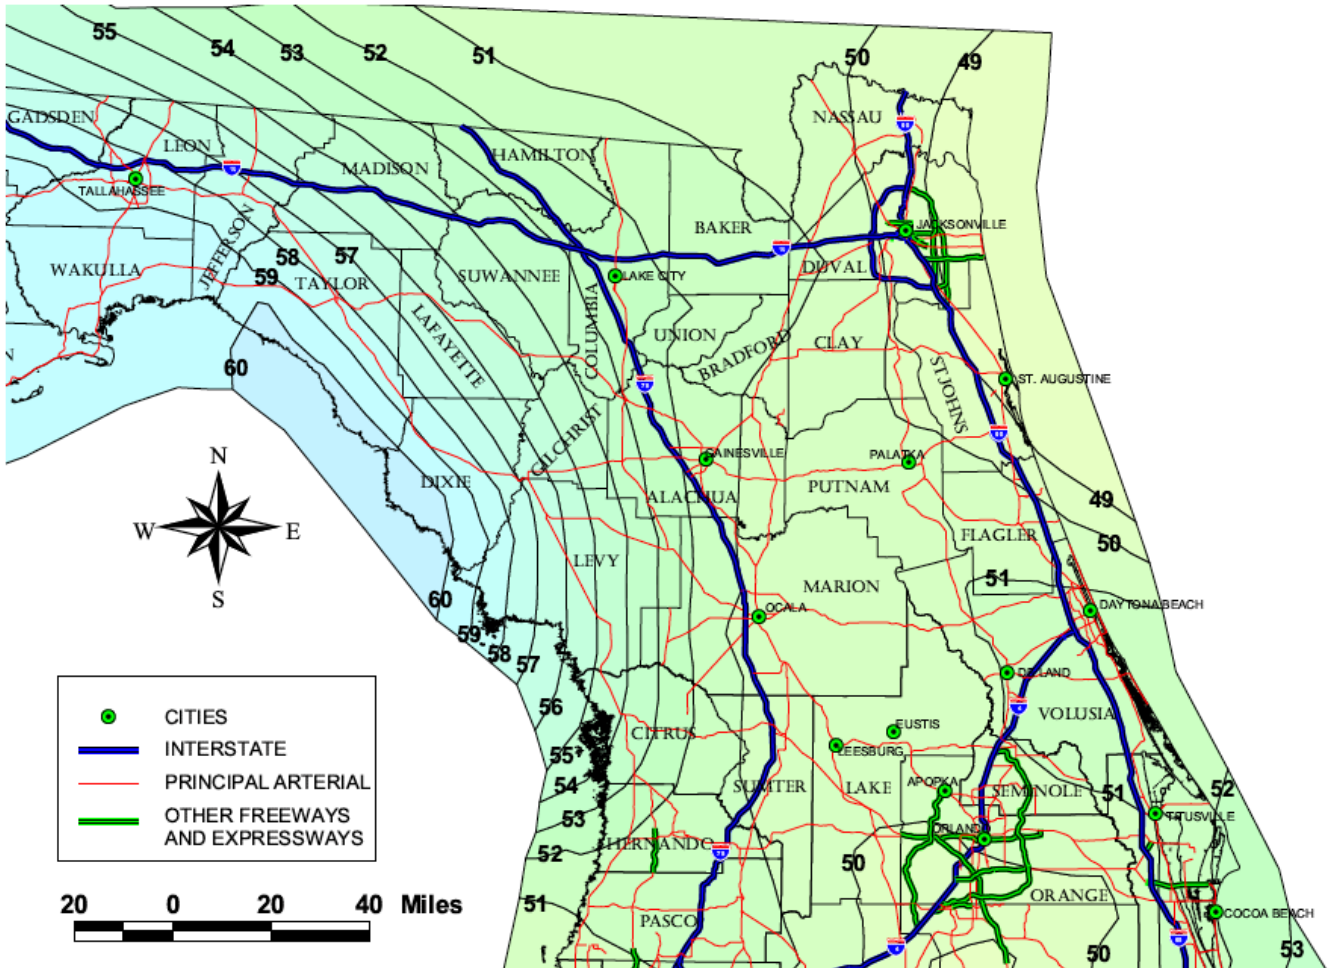 55
54
53
52
51
50
49
GADSDEN
LEON
MADISON
HAMILTON
NASSAU
TALLAHASSEE
JEFFERSON
BAKER
JACKSONVILLE
WAKULLA
58
57
59
TAYLOR
SUWANNEE
LAKE CITY
DUVAL
COLUMBIA
LAFAYETTE
UNION
BRADFORD
CLAY
ST JOHNS
ST. AUGUSTINE
60
N
GILCHRIST
GAINESVILLE
PALATKA
DIXIE
ALACHUA
PUTNAM
49
N
W
E
S
FLAGLER
50
LEVY
MARION
51
60
OCALA
DAYTONA BEACH
59
58
57
DELAND
56
CITRUS
EUSTIS
VOLUSIA
LEESBURG
55
54
SUMTER
LAKE
APOPKA
SEMINOLE
51
52
53
TITUSVILLE
ORLANDO
52
HERNANDO
50
ORANGE
51
PASCO
COCOA BEACH
50
53
CITIES
INTERSTATE
PRINCIPAL ARTERIAL
OTHER FREEWAYS
AND EXPRESSWAYS
20 0 20 40 Miles